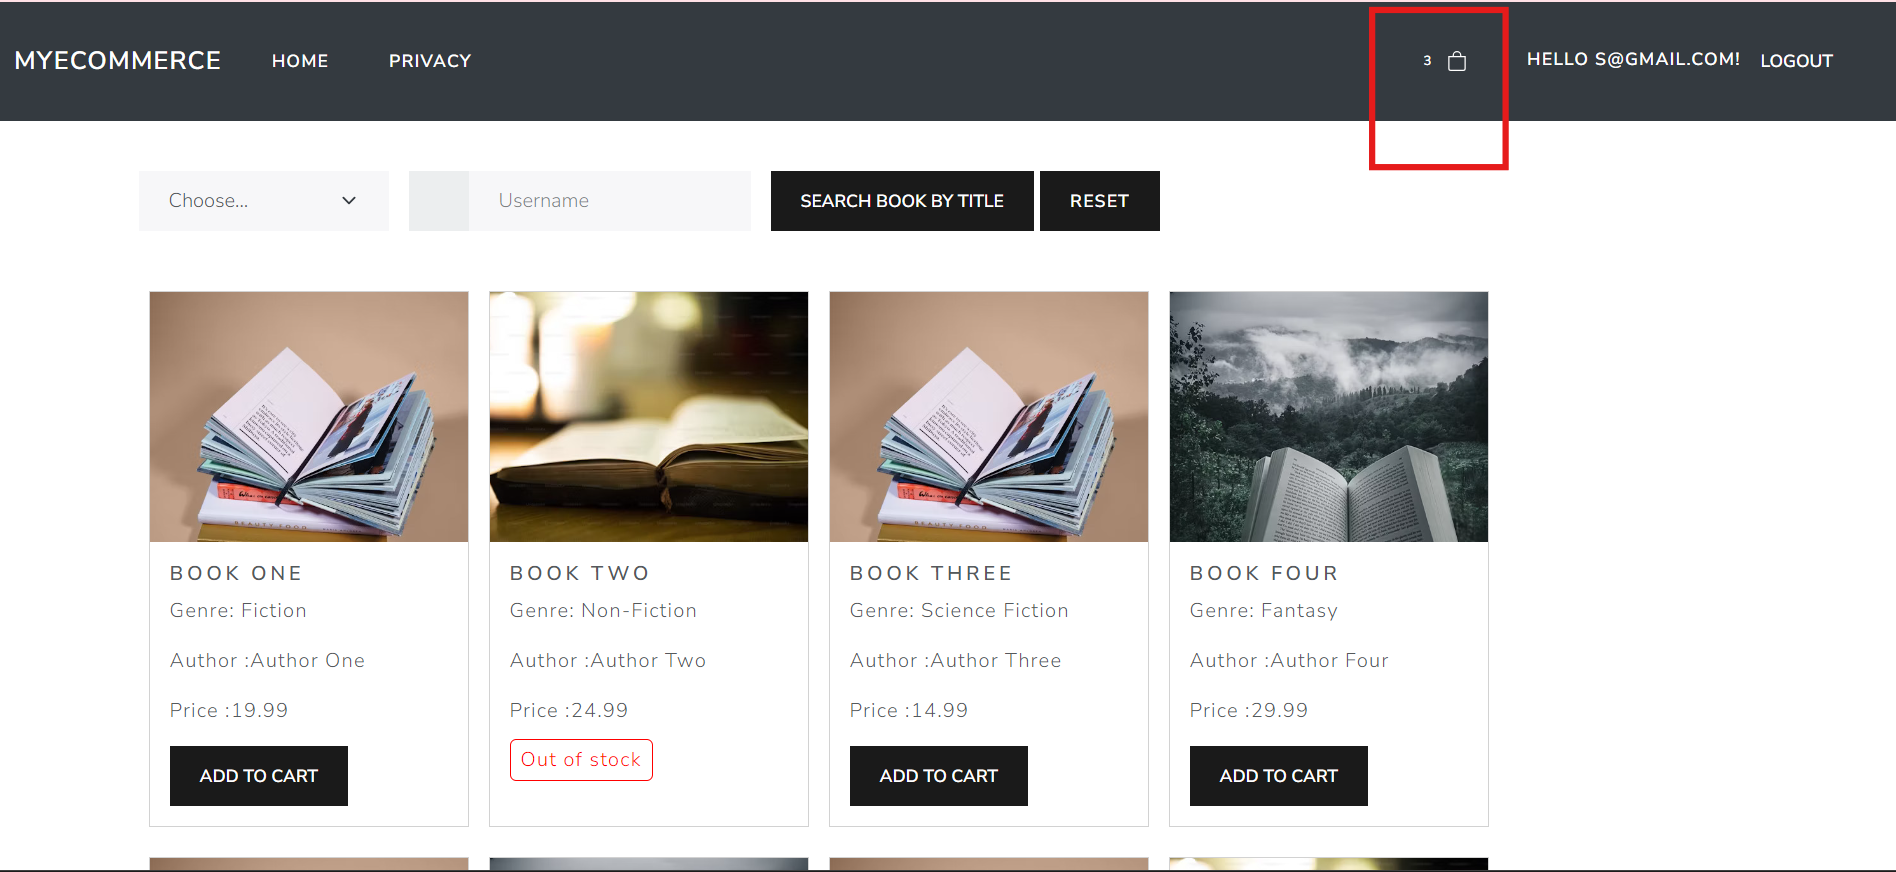 MYECOMMERCE HOME PRIVACY 3 HELLO S@GMAIL.COM! LOGOUT
Choose... Username SEARCH BOOK BY TITLE RESET
BOOK ONE
Genre: Fiction
Author :Author One
Price :19.99
ADD TO CART
BOOK TWO
Genre: Non-Fiction
Author :Author Two
Price :24.99
Out of stock
BOOK THREE
Genre: Science Fiction
Author :Author Three
Price :14.99
ADD TO CART
BOOK FOUR
Genre: Fantasy
Author :Author Four
Price :29.99
ADD TO CART